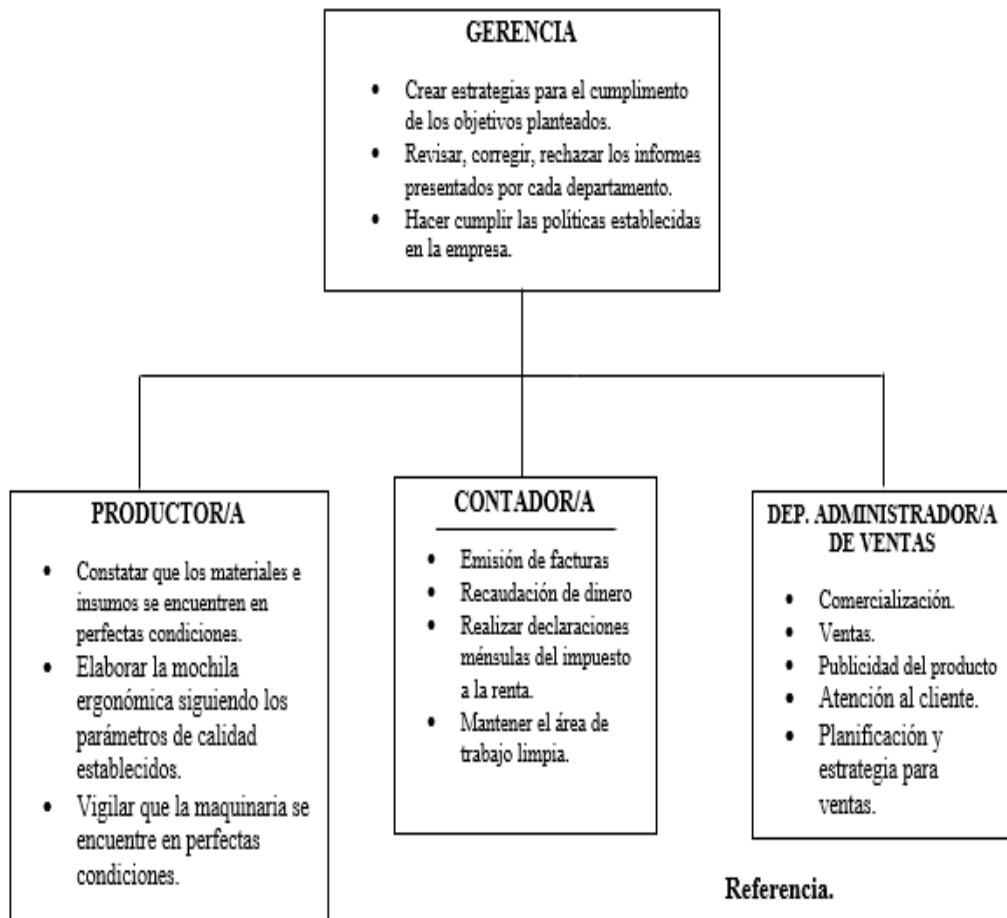 GERENCIA
• Crear estrategias para el cumplimento
de los objetivos planteados.
• Revisar, corregir, rechazar los informes
presentados por cada departamento.
• Hacer cumplir las políticas establecidas
en la empresa.
PRODUCTOR/A
• Constatar que los materiales e
insumos se encuentren en
perfectas condiciones.
• Elaborar la mochila
ergonómica siguiendo los
parámetros de calidad
establecidos.
• Vigilar que la maquinaria se
encuentre en perfectas
condiciones.
CONTADOR/A
• Emisión de facturas
• Recaudación de dinero
• Realizar declaraciones
ménsulas del impuesto
a la renta.
• Mantener el área de
trabajo limpia.
DEP. ADMINISTRADOR/A
DE VENTAS
• Comercialización.
• Ventas.
• Publicidad del producto
• Atención al cliente.
• Planificación y
estrategia para
ventas.
Referencia.